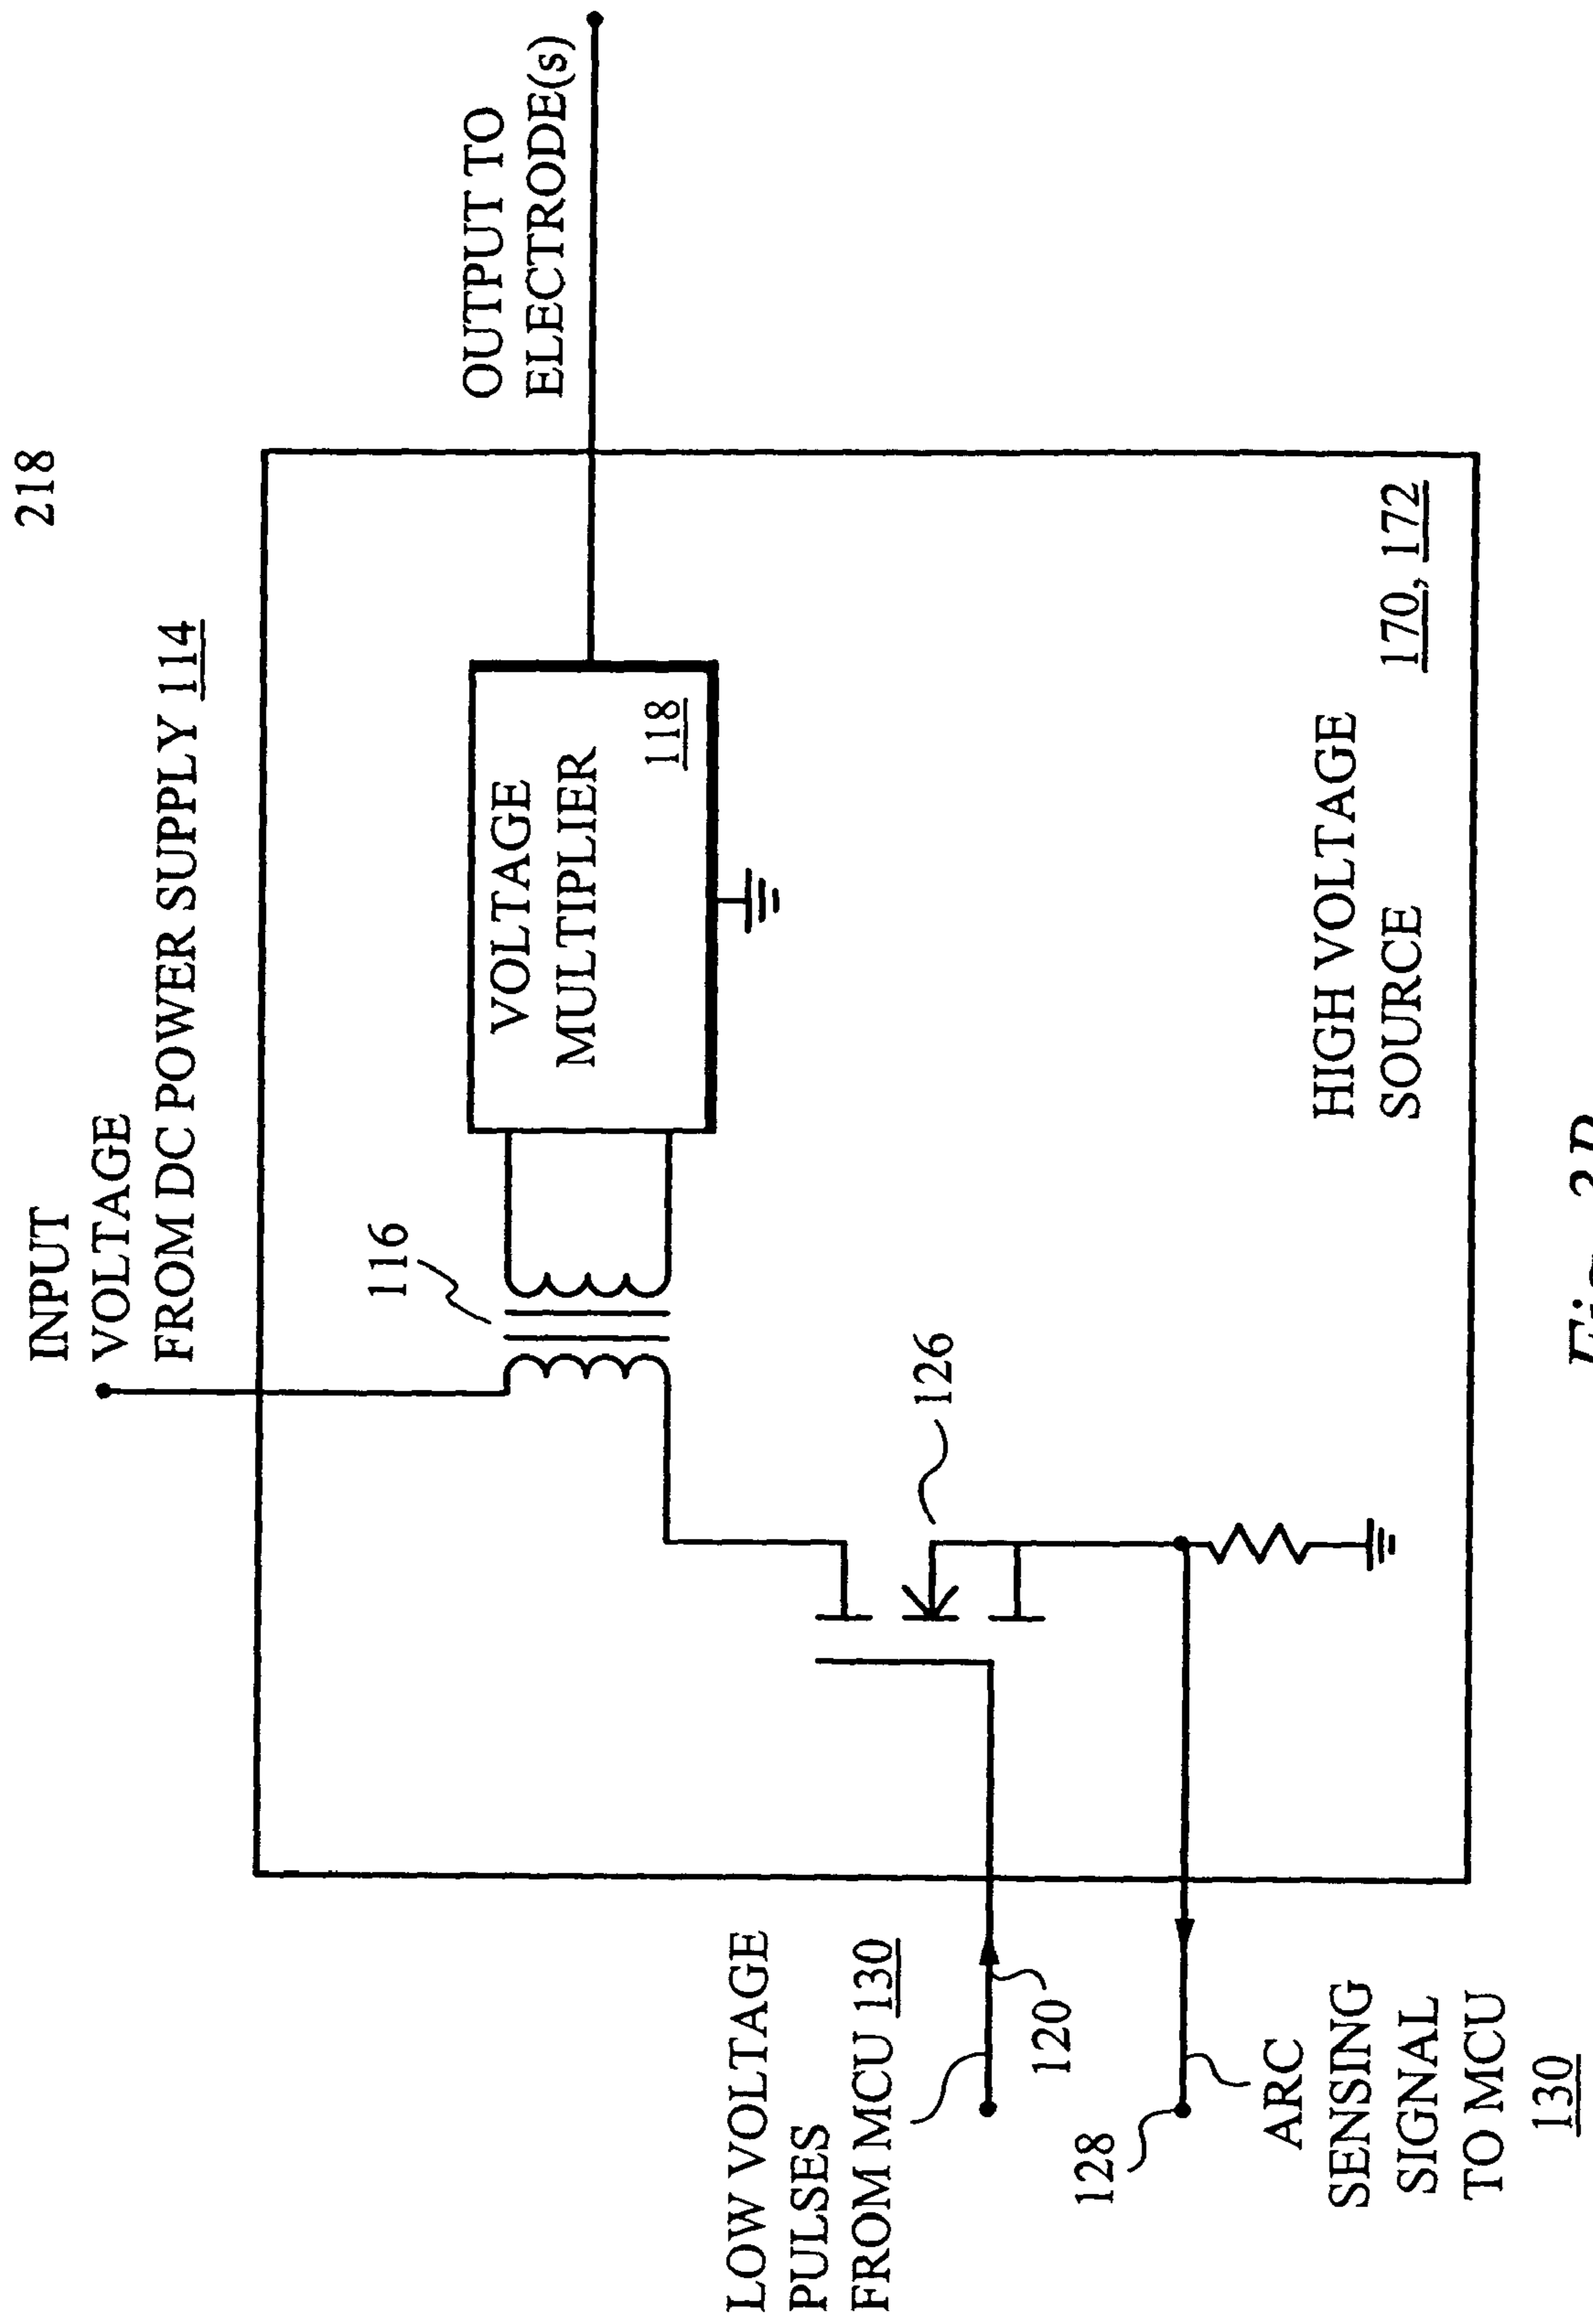 218
INPUT
VOLTAGE
FROM DC POWER SUPPLY 114
116
OUTPUT TO
ELECTRODE(s)
VOLTAGE
MULTIPLIER
118
LOW VOLTAGE
PULSES
FROM MCU 130
126
120
128
ARC
SENSING
SIGNAL
TO MCU
130
HIGH VOLTAGE
SOURCE
170, 172
Fig.